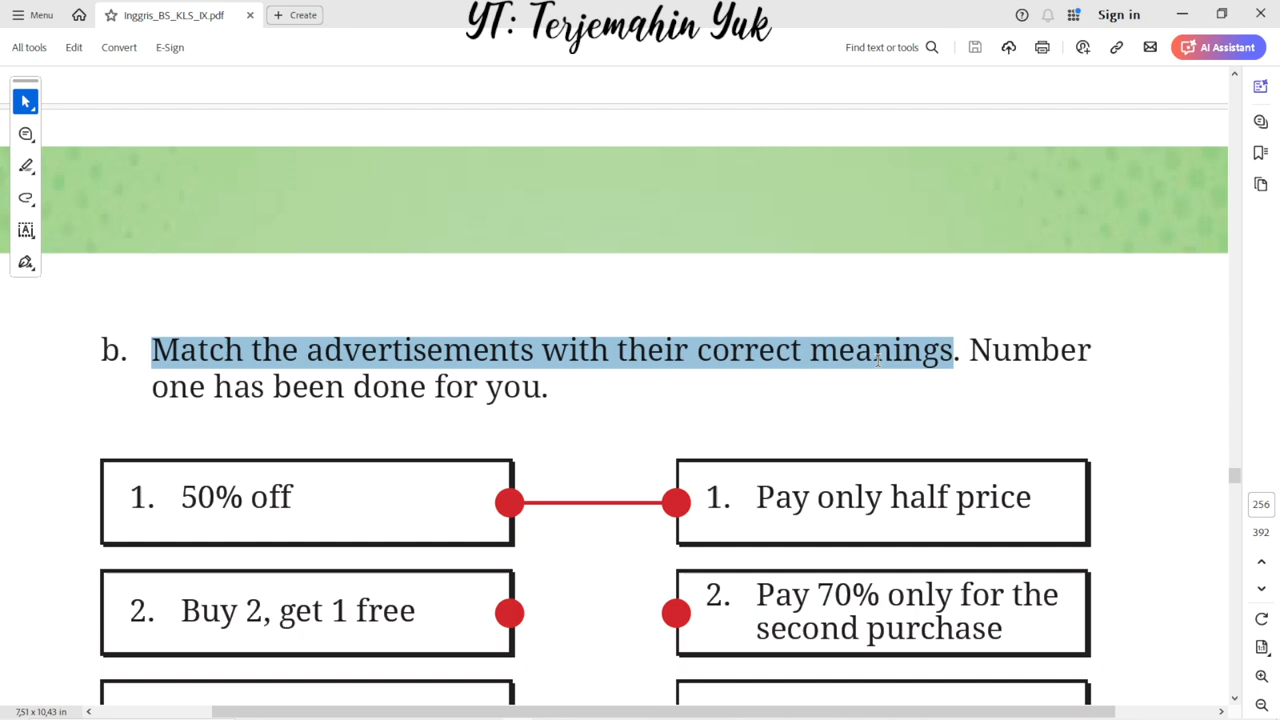 Menu
Inggris_BS_KLS_IX.pdf
Create
YT: Terjemahin Yuk
Sign in
All tools
Edit
Convert
E-Sign
Find text or tools
AI Assistant
b. Match the advertisements with their correct meanings. Number
one has been done for you.
1. 50% off
1. Pay only half price
2. Buy 2, get 1 free
2. Pay 70% only for the
second purchase
256
392
7,51 x 10,43 in